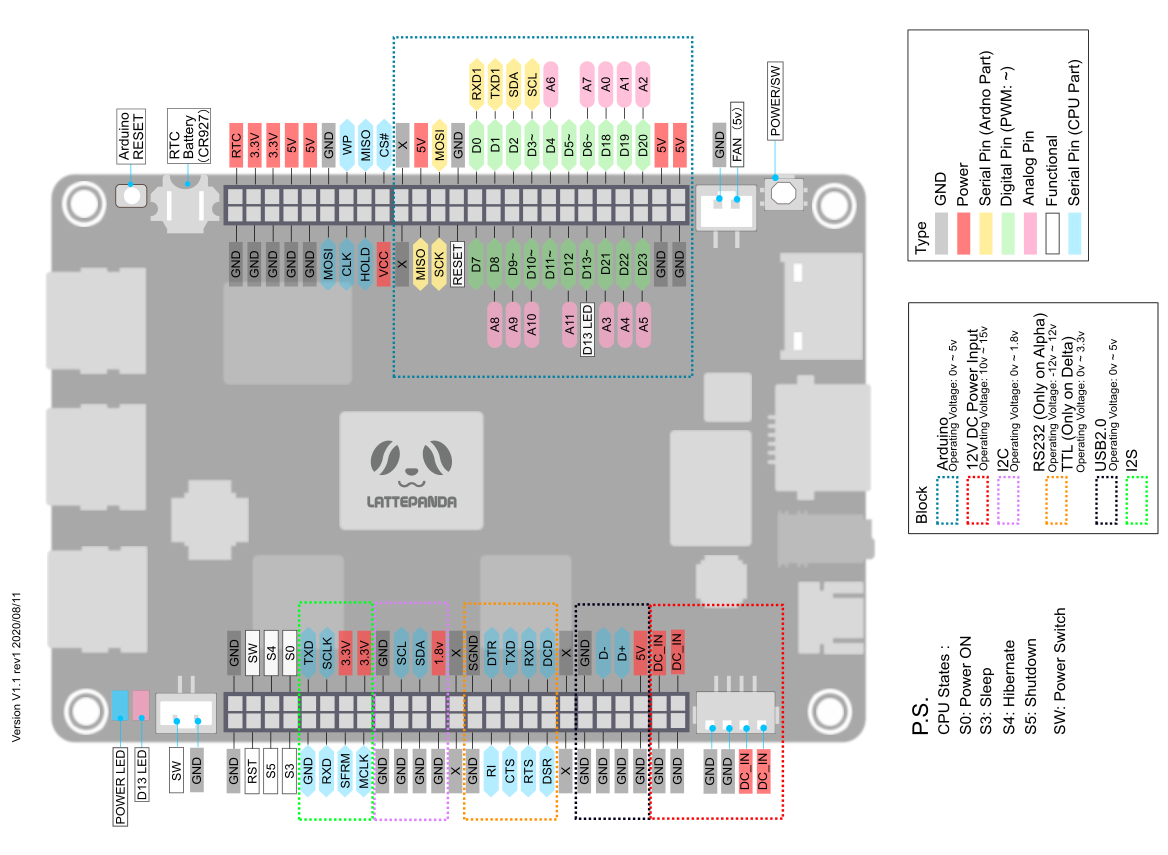 Version V1.1 rev1 2020/08/11
POWER LED
D13 LED
SW
GND
Arduino
RESET
RTC
Battery
(CR927)
RTC
3.3V
3.3V
5V
5V
GND
WP
MISO
CS#
X
5V
MOSI
GND
D0
D1
D2
D3~
D4
D5~
D6~
D18
D19
D20
5V
5V
RXD1
TXD1
SDA
SCL
A6
A7
A0
A1
A2
GND
GND
GND
GND
GND
MOSI
CLK
HOLD
VCC
X
MISO
SCK
RESET
D7
D8
D9~
D10~
D11~
D12
D13~
D21
D22
D23
GND
GND
A8
A9
A10
A11
D13 LED
A3
A4
A5
GND
FAN (5v)
POWER/SW
LATTEPANDA
GND
SW
S4
S0
TXD
SCLK
3.3V
3.3V
GND
SCL
SDA
1.8v
X
SGND
DTR
TXD
RXD
DCD
X
GND
D-
D+
5V
DC_IN
DC_IN
GND
RST
S5
S3
GND
RXD
SFRM
MCLK
GND
GND
GND
GND
X
GND
RI
CTS
RTS
DSR
X
GND
GND
GND
GND
GND
GND
GND
GND
DC_IN
DC_IN
Type
GND
Power
Serial Pin (Ardno Part)
Digital Pin (PWM: ~)
Analog Pin
Functional
Serial Pin (CPU Part)
Block
Arduino
Operating Voltage: 0v ~ 5v
12V DC Power Input
Operating Voltage: 10v ~ 15v
I2C
Operating Voltage: 0v ~ 1.8v
RS232 (Only on Alpha)
Operating Voltage: -12v ~ 12v
TTL (Only on Delta)
Operating Voltage: 0v ~ 3.3v
USB2.0
Operating Voltage: 0v ~ 5v
I2S
P.S.
CPU States :
S0: Power ON
S3: Sleep
S4: Hibernate
S5: Shutdown
SW: Power Switch